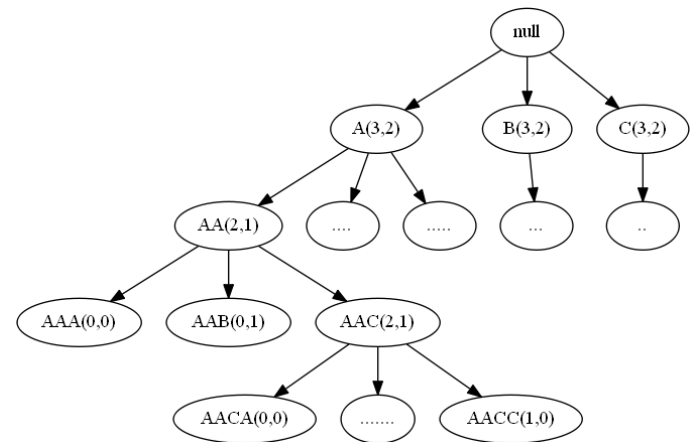 null
A(3,2)
B(3,2)
C(3,2)
AA(2,1)
....
.....
...
..
AAA(0,0)
AAB(0,1)
AAC(2,1)
AACA(0,0)
.......
AACC(1,0)